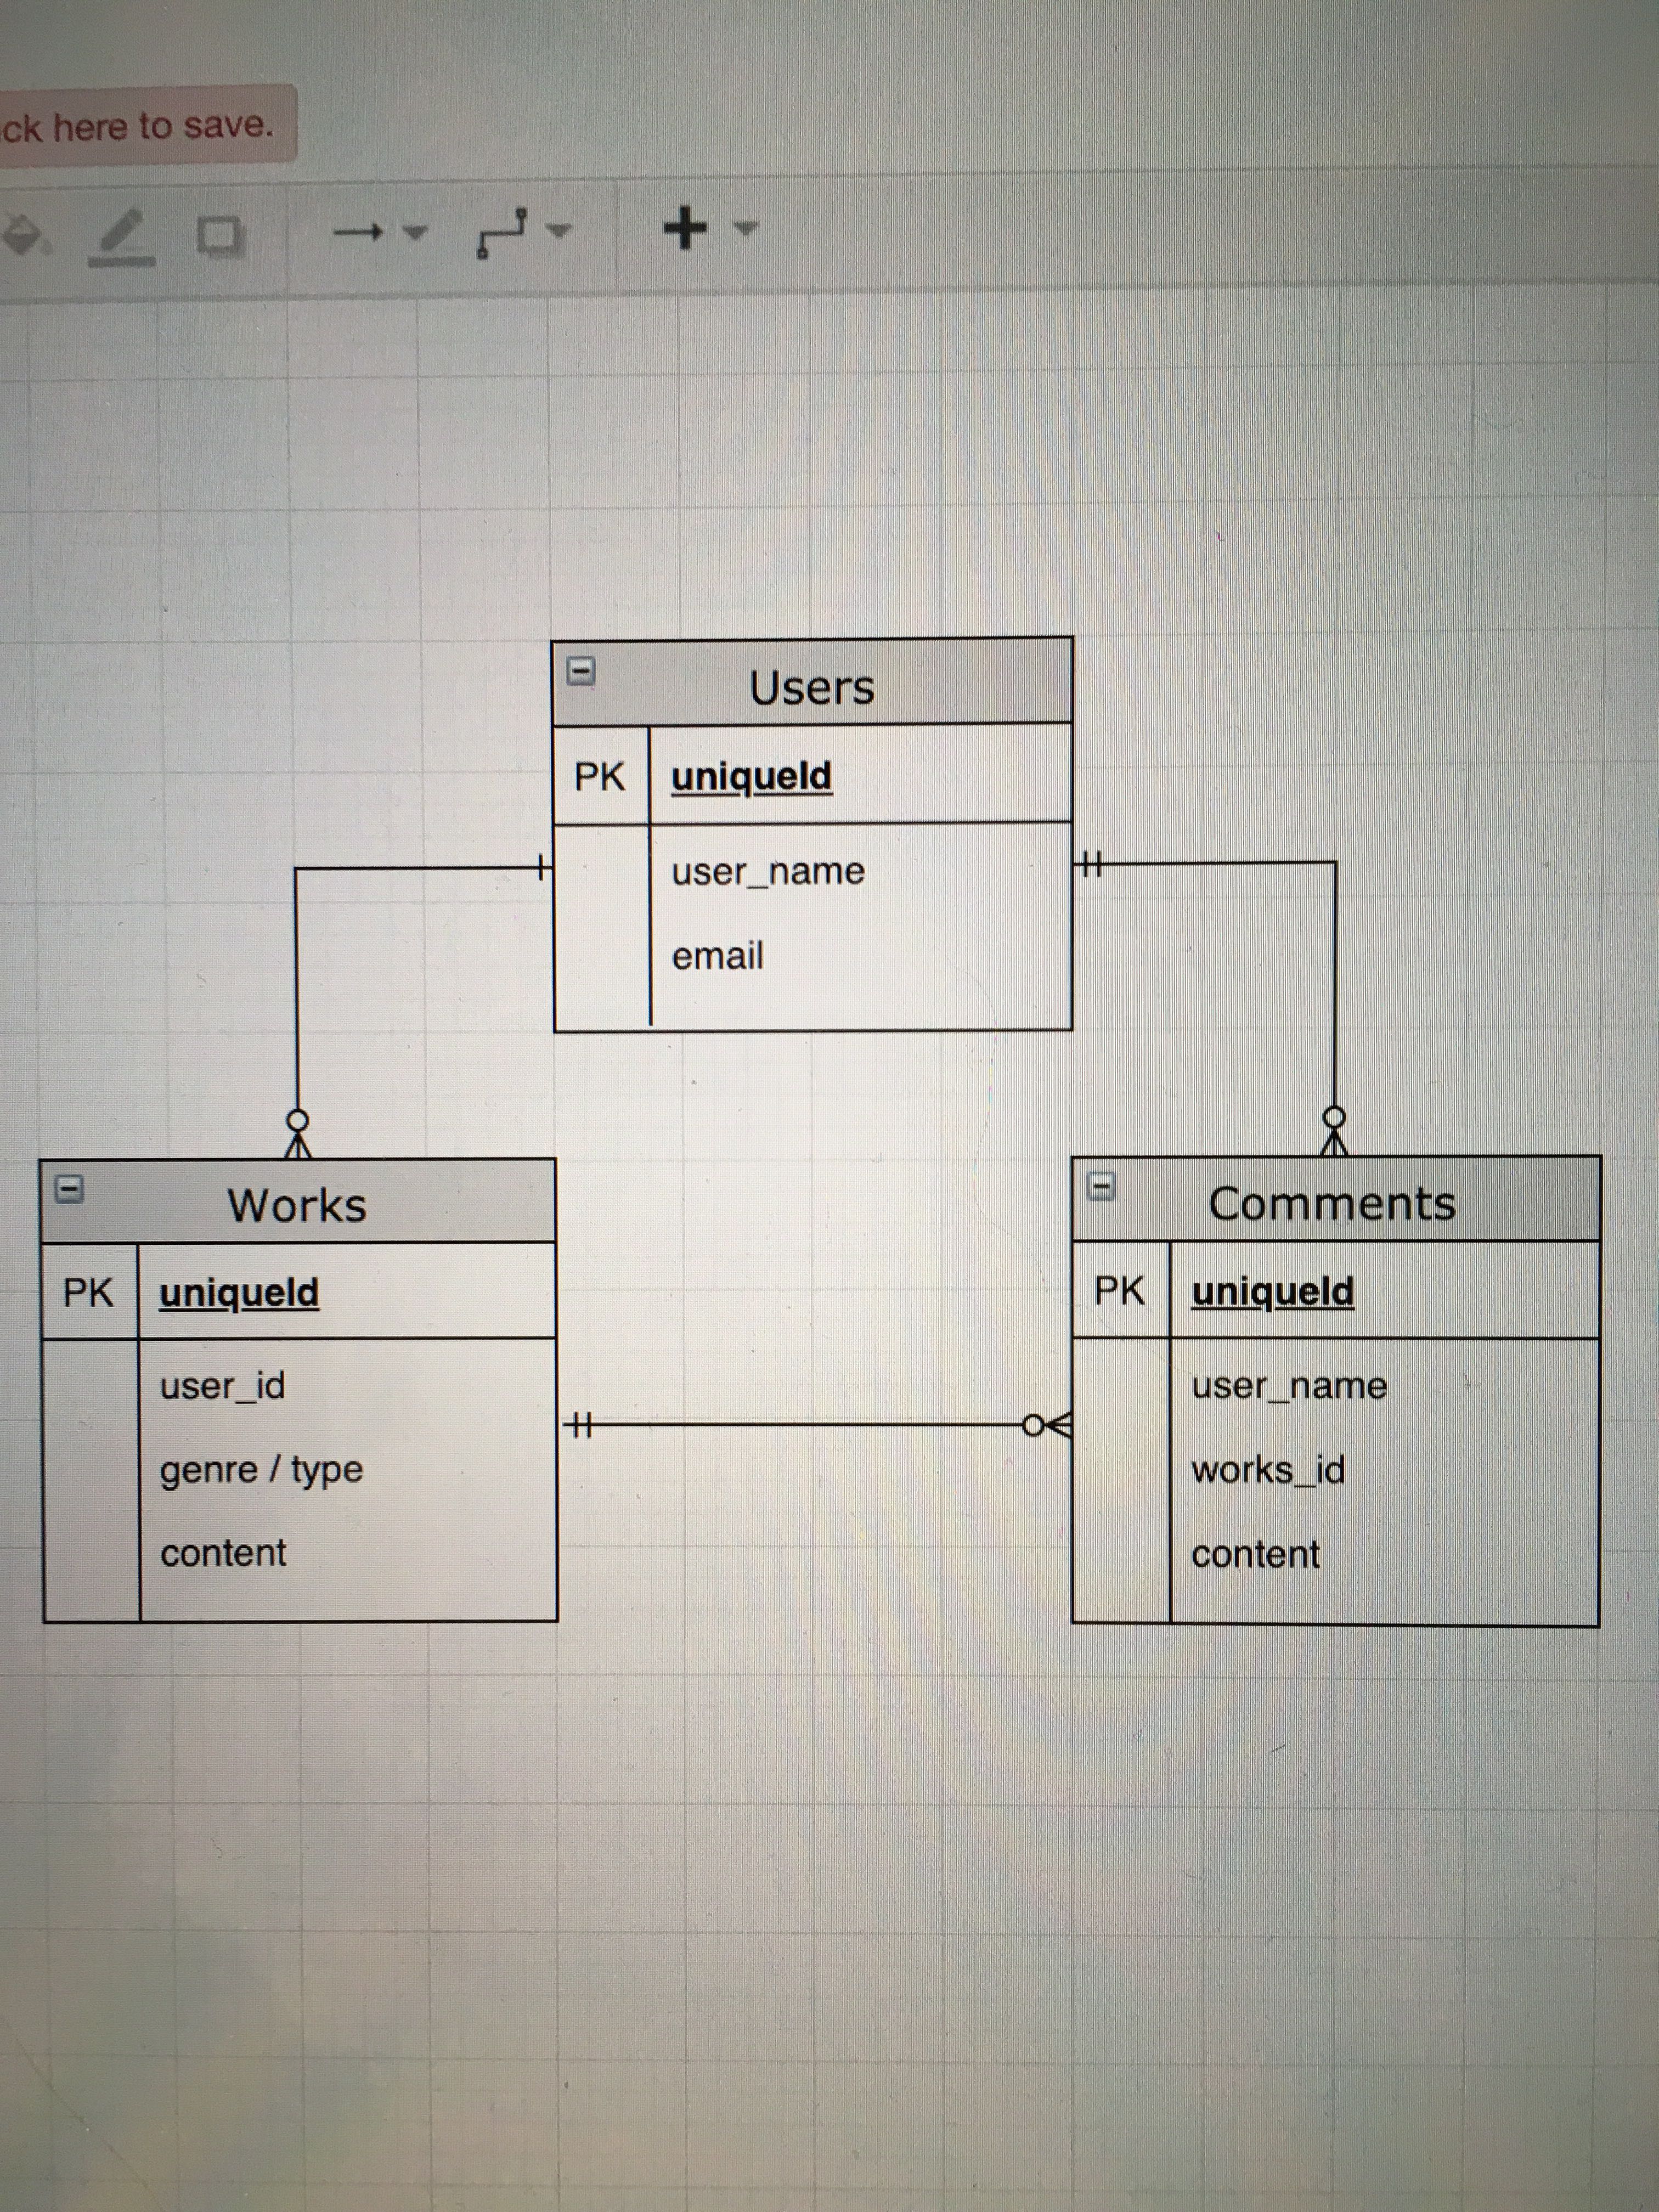 ck here to save.
Users
PK uniqueId
user_name
email
Works
PK uniqueId
user_id
genre / type
content
Comments
PK uniqueId
user_name
works_id
content